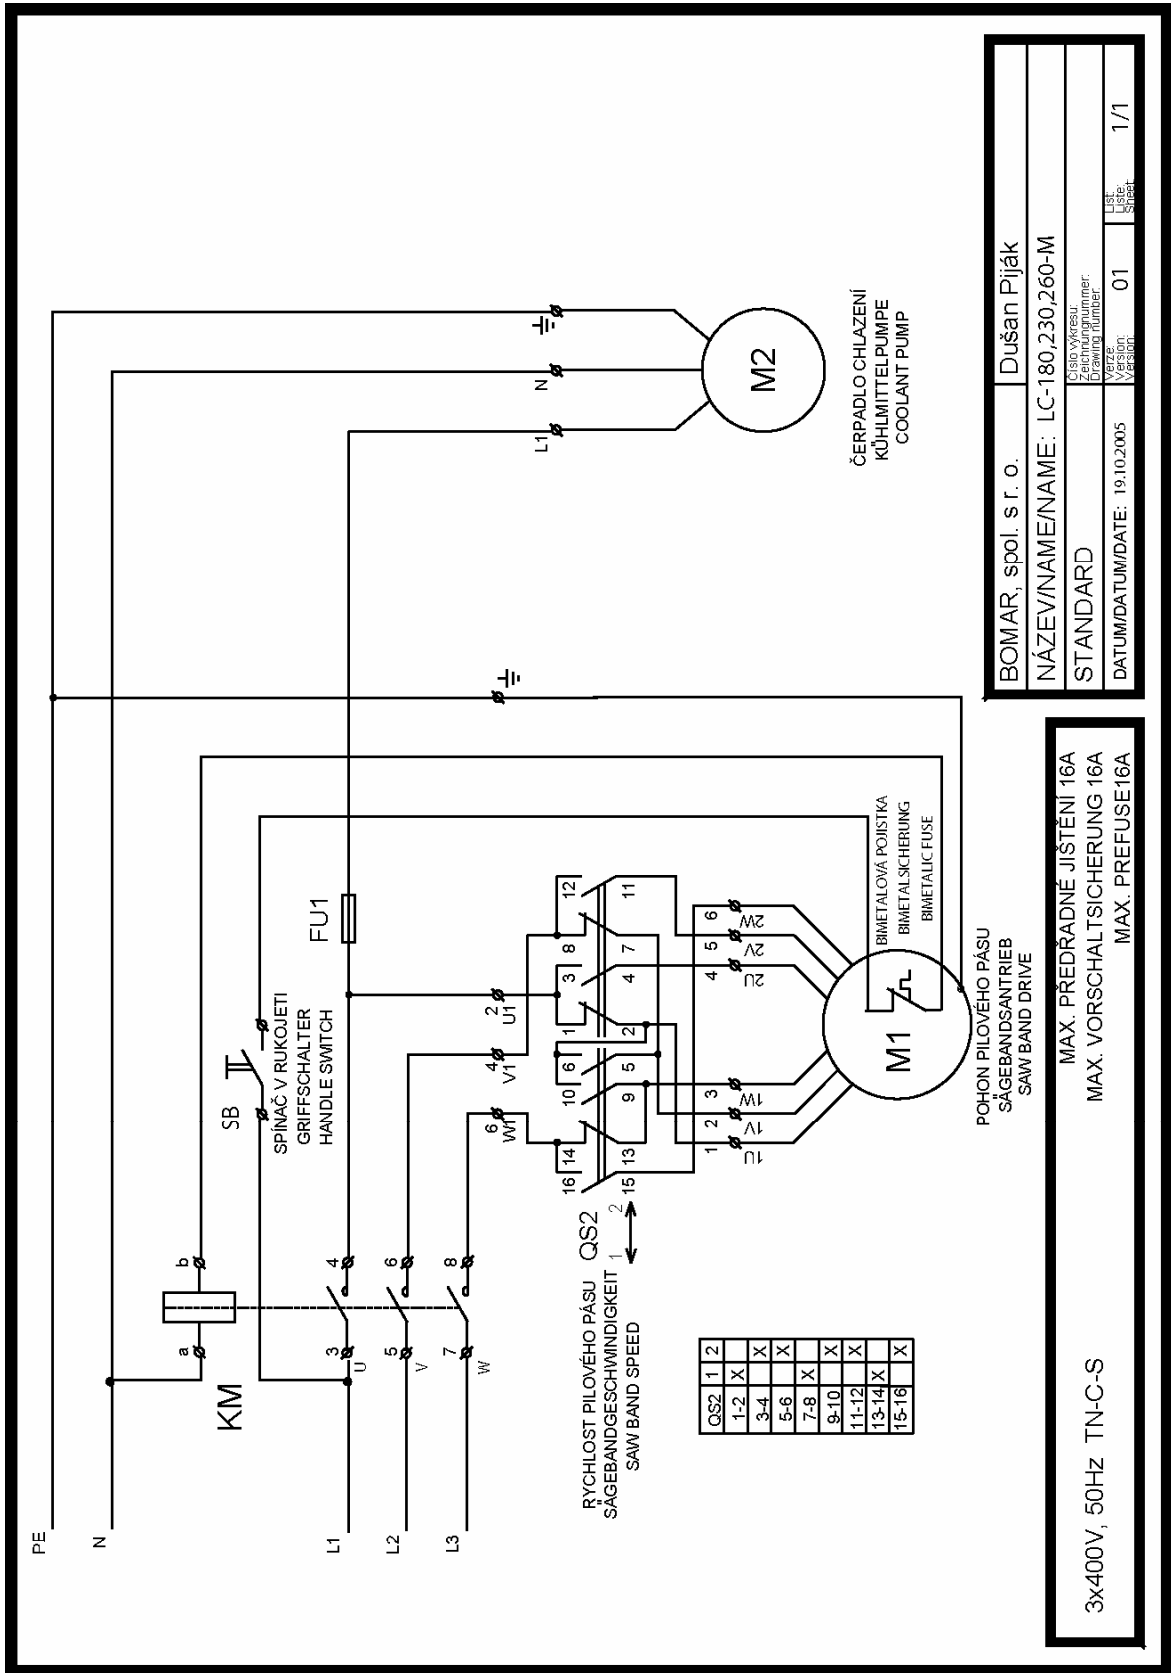 PE
N
L1
L2
L3
KM
a
b
3
4
U
5
6
V
7
8
W
SB
SPÍNAČ V RUKOJETI
GRIFFSCHALTER
HANDLE SWITCH
FU1
2
U1
4
V1
6
W1
RYCHLOST PILOVÉHO PÁSU
SÄGEBANDGESCHWINDIGKEIT
SAW BAND SPEED
QS2
1 2
16
14
10
6
1
3
8
12
15
13
9
5
2
4
7
11
1
2
3
4
5
6
1U
1V
1W
2U
2V
2W
M1
BIMETALOVÁ POJISTKA
BIMETALSICHERUNG
BIMETALIC FUSE
POHON PILOVÉHO PÁSU
SÄGEBANDSANTRIEB
SAW BAND DRIVE
L1
N
M2
ČERPADLO CHLAZENÍ
KÜHLMITTELPUMPE
COOLANT PUMP
QS2 1 2
1-2 X
3-4 X
5-6 X
7-8 X
9-10 X
11-12 X
13-14 X
15-16 X
3x400V, 50Hz TN-C-S
MAX. PŘEDŘADNÉ JIŠTĚNÍ 16A
MAX. VORSCHALTSICHERUNG 16A
MAX. PREFUSE16A
BOMAR, spol. s r. o.
Dušan Piják
NÁZEV/NAME/NAME: LC-180,230,260-M
STANDARD
Číslo výkresu:
Zeichnungnummer:
Drawing number:
DATUM/DATUM/DATE: 19.10.2005
Verze:
Version:
Version:
01
List:
Liste:
Sheet:
1/1